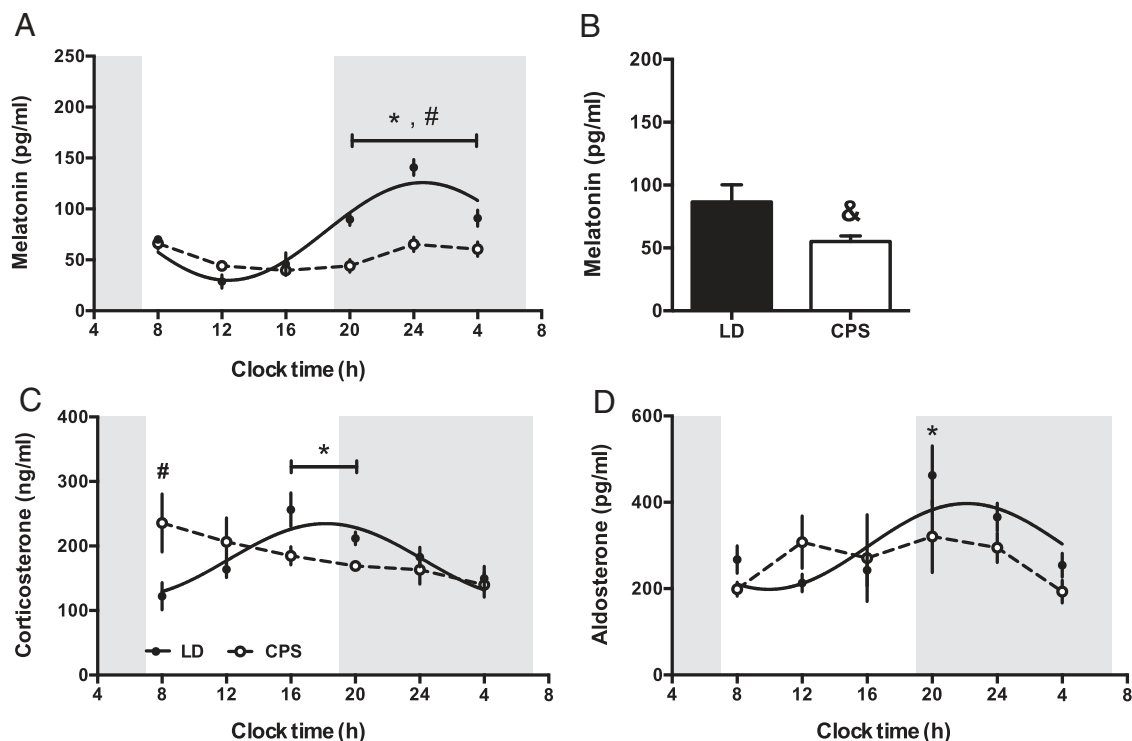 A
250
200
150
100
50
0
Melatonin (pg/ml)
* , #
4 8 12 16 20 24 4 8
Clock time (h)
B
200
150
100
50
0
Melatonin (pg/ml)
&
LD CPS
C
400
300
200
100
0
Corticosterone (ng/ml)
#
*
LD CPS
4 8 12 16 20 24 4 8
Clock time (h)
D
600
400
200
0
Aldosterone (pg/ml)
*
4 8 12 16 20 24 4 8
Clock time (h)